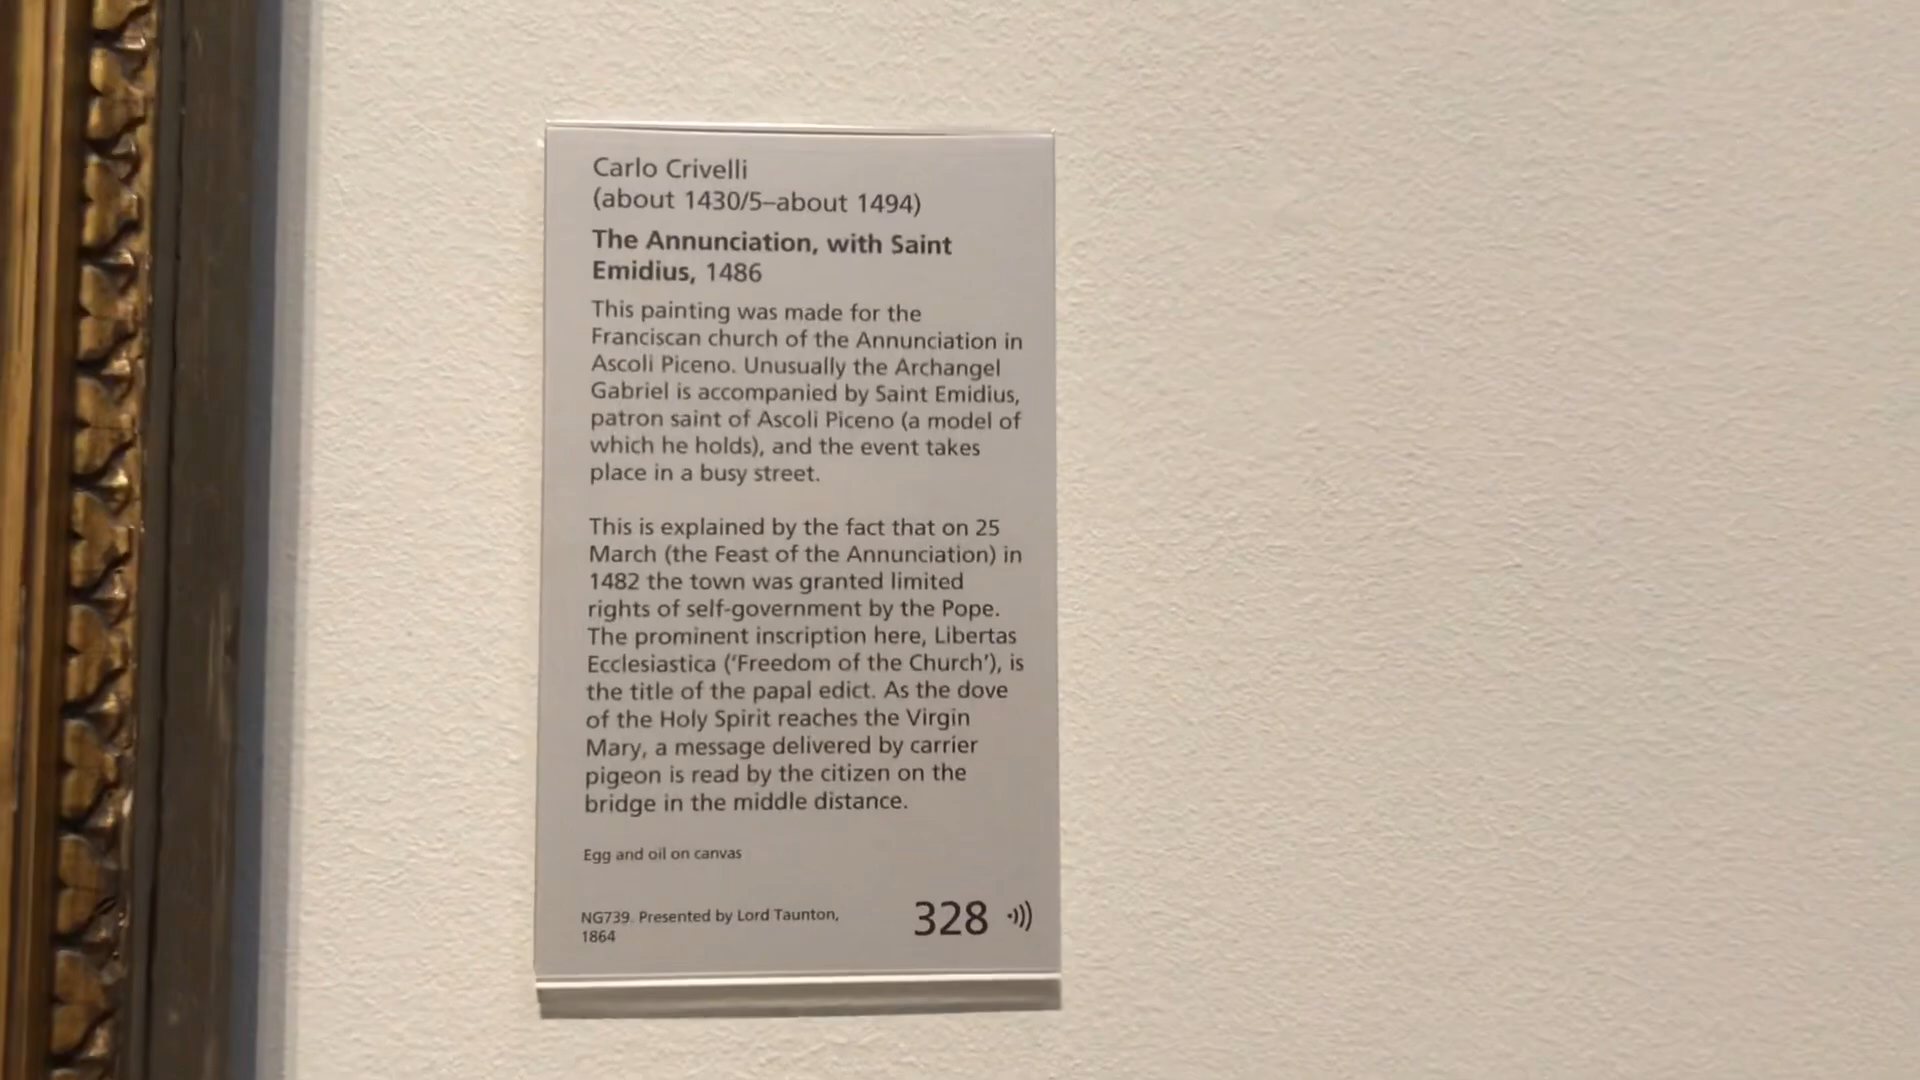 Carlo Crivelli
(about 1430/5–about 1494)
The Annunciation, with Saint
Emidius, 1486
This painting was made for the
Franciscan church of the Annunciation in
Ascoli Piceno. Unusually the Archangel
Gabriel is accompanied by Saint Emidius,
patron saint of Ascoli Piceno (a model of
which he holds), and the event takes
place in a busy street.
This is explained by the fact that on 25
March (the Feast of the Annunciation) in
1482 the town was granted limited
rights of self-government by the Pope.
The prominent inscription here, Libertas
Ecclesiastica (‘Freedom of the Church’), is
the title of the papal edict. As the dove
of the Holy Spirit reaches the Virgin
Mary, a message delivered by carrier
pigeon is read by the citizen on the
bridge in the middle distance.
Egg and oil on canvas
NG739. Presented by Lord Taunton,
1864
328